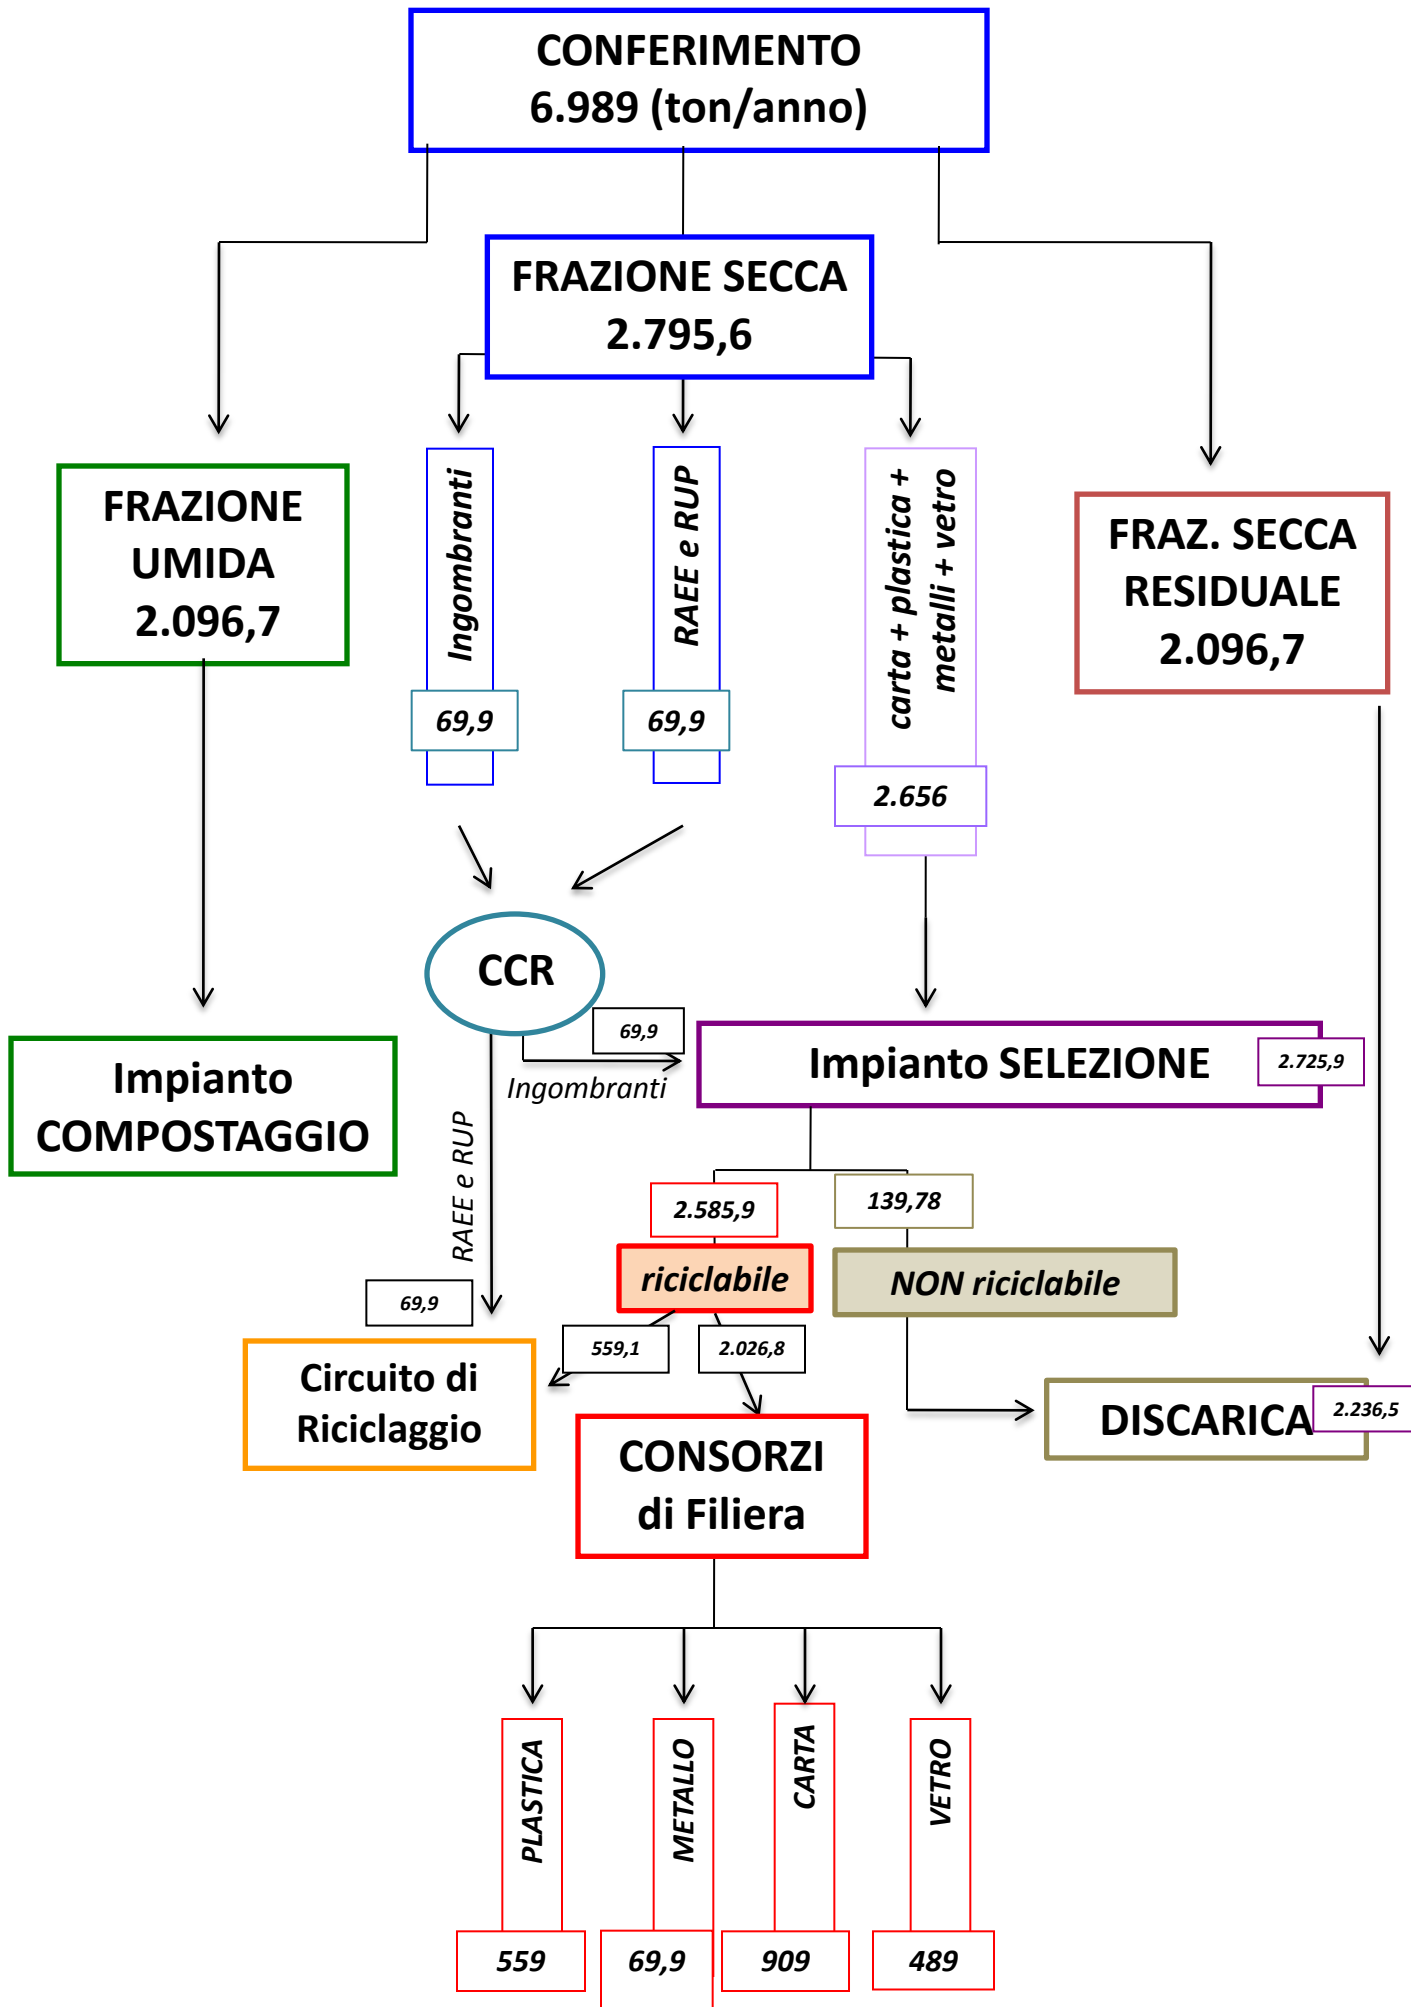 CONFERIMENTO
6.989 (ton/anno)
FRAZIONE SECCA
2.795,6
FRAZIONE
UMIDA
2.096,7
Ingombranti
69,9
RAEE e RUP
69,9
carta + plastica +
metalli + vetro
2.656
FRAZ. SECCA
RESIDUALE
2.096,7
CCR
69,9
Ingombranti
Impianto SELEZIONE
2.725,9
Impianto
COMPOSTAGGIO
RAEE e RUP
69,9
2.585,9
139,78
riciclabile
NON riciclabile
559,1
2.026,8
Circuito di
Riciclaggio
DISCARICA
2.236,5
CONSORZI
di Filiera
PLASTICA
METALLO
CARTA
VETRO
559
69,9
909
489